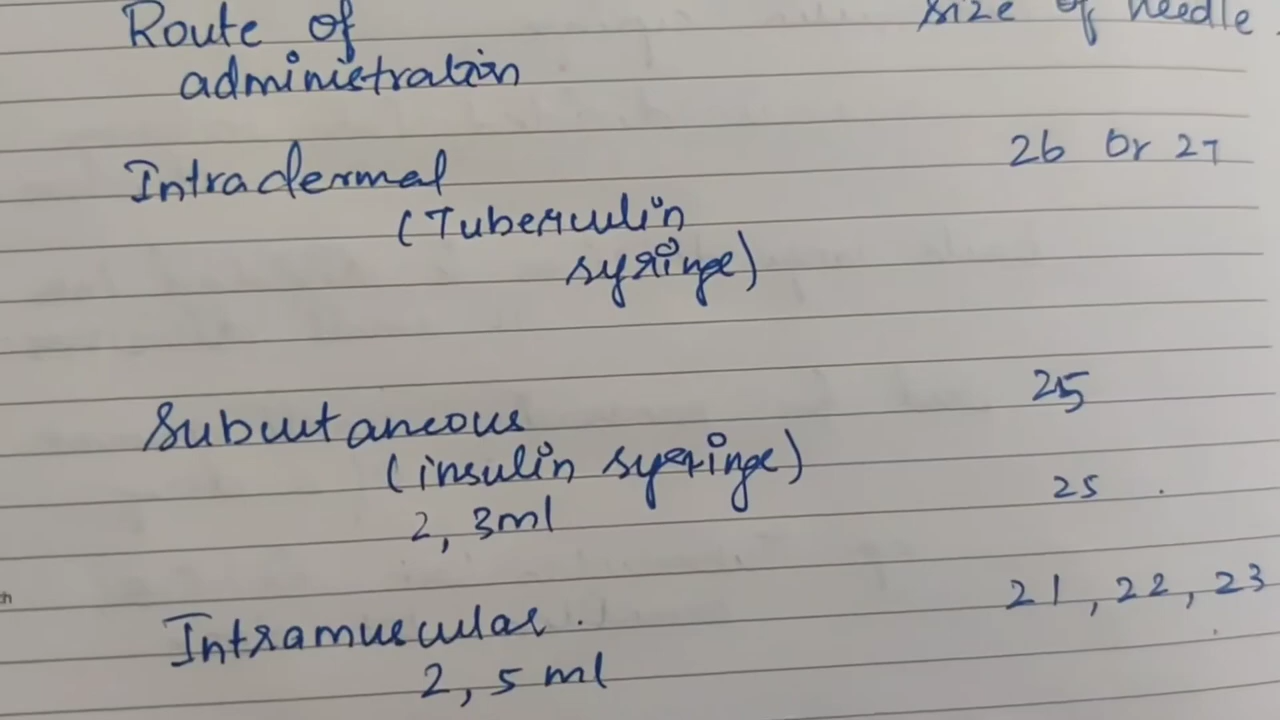 Route of size of needle.
administration
Intradermal 26 or 27
(Tuberculin
syringe)
Subcutaneous 25
(insulin syringe)
2, 3ml 25 .
Intramuscular . 21, 22, 23
2, 5 ml